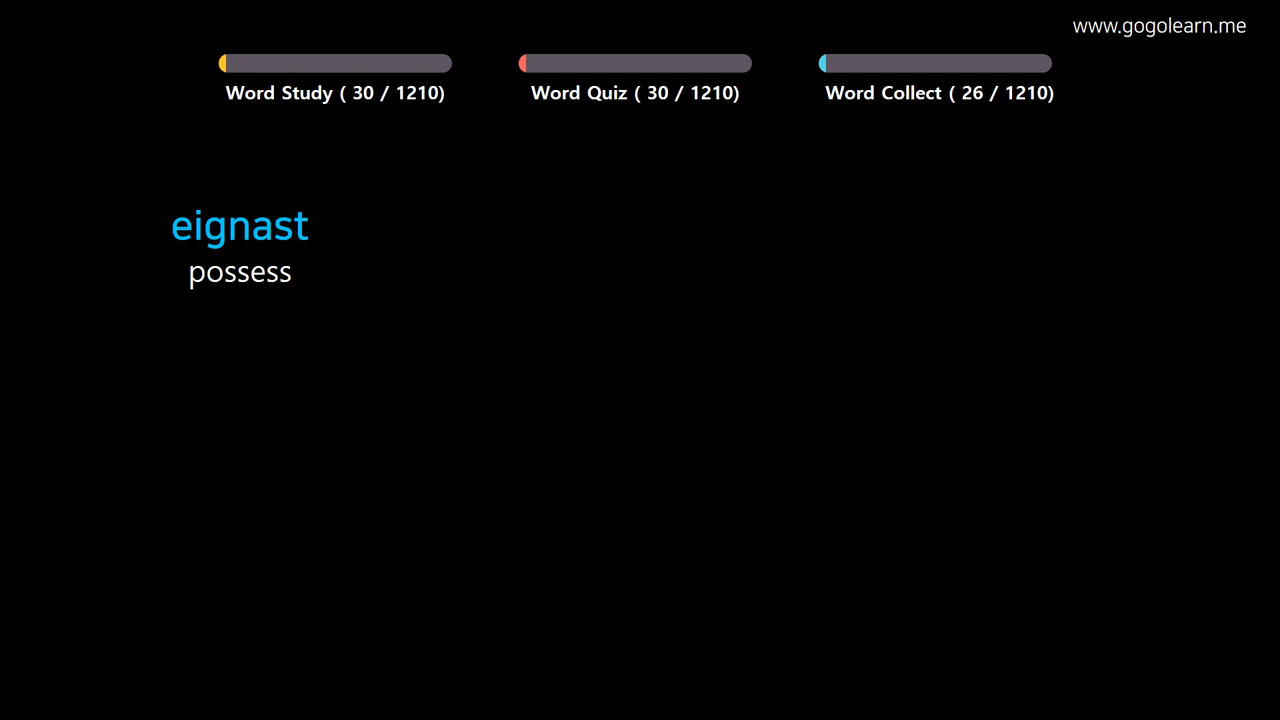 www.gogolearn.me
Word Study ( 30 / 1210)
Word Quiz ( 30 / 1210)
Word Collect ( 26 / 1210)
eignast
possess